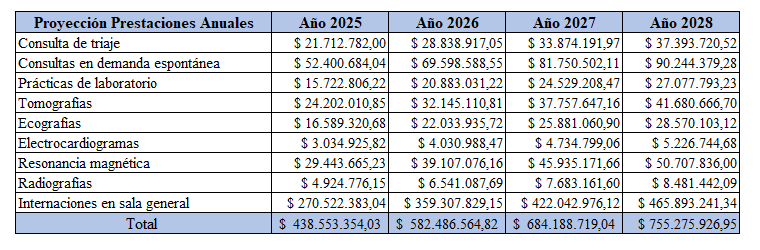 Proyección Prestaciones Anuales Año 2025 Año 2026 Año 2027 Año 2028
Consulta de triaje $ 21.712.782,00 $ 28.838.917,05 $ 33.874.191,97 $ 37.393.720,52
Consultas en demanda espontánea $ 52.400.684,04 $ 69.598.588,55 $ 81.750.502,11 $ 90.244.379,28
Prácticas de laboratorio $ 15.722.806,22 $ 20.883.031,22 $ 24.529.208,47 $ 27.077.793,23
Tomografías $ 24.202.010,85 $ 32.145.110,81 $ 37.757.647,16 $ 41.680.666,70
Ecografías $ 16.589.320,68 $ 22.033.935,72 $ 25.881.060,90 $ 28.570.103,12
Electrocardiogramas $ 3.034.925,82 $ 4.030.988,47 $ 4.734.799,06 $ 5.226.744,68
Resonancia magnética $ 29.443.665,23 $ 39.107.076,16 $ 45.935.171,66 $ 50.707.836,00
Radiografías $ 4.924.776,15 $ 6.541.087,69 $ 7.683.161,60 $ 8.481.442,09
Internaciones en sala general $ 270.522.383,04 $ 359.307.829,15 $ 422.042.976,12 $ 465.893.241,34
Total $ 438.553.354,03 $ 582.486.564,82 $ 684.188.719,04 $ 755.275.926,95